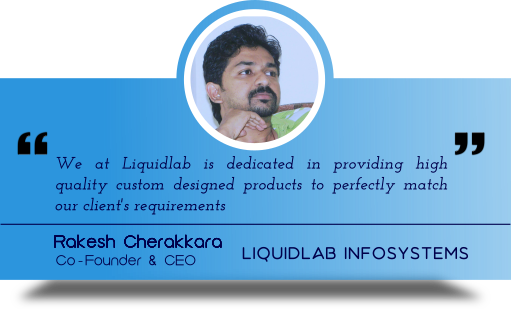 “
We at Liquidlab is dedicated in providing high
quality custom designed products to perfectly match
our client's requirements
”
Rakesh Cherakkara
Co-Founder & CEO
LIQUIDLAB INFOSYSTEMS